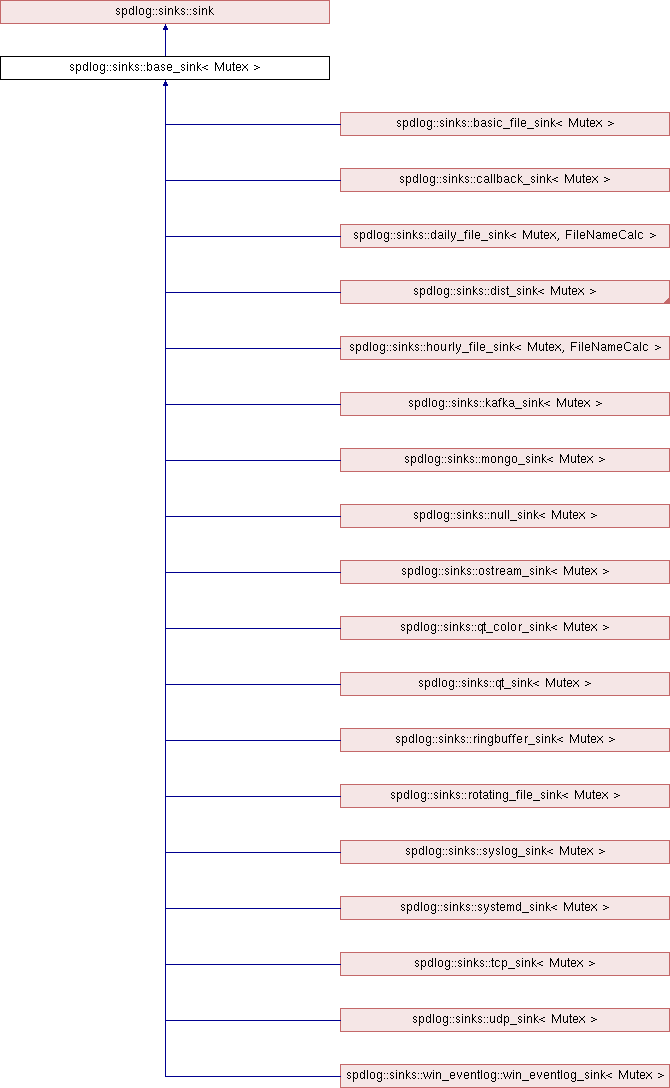 spdlog::sinks::sink
spdlog::sinks::base_sink< Mutex >
spdlog::sinks::basic_file_sink< Mutex >
spdlog::sinks::callback_sink< Mutex >
spdlog::sinks::daily_file_sink< Mutex, FileNameCalc >
spdlog::sinks::dist_sink< Mutex >
spdlog::sinks::hourly_file_sink< Mutex, FileNameCalc >
spdlog::sinks::kafka_sink< Mutex >
spdlog::sinks::mongo_sink< Mutex >
spdlog::sinks::null_sink< Mutex >
spdlog::sinks::ostream_sink< Mutex >
spdlog::sinks::qt_color_sink< Mutex >
spdlog::sinks::qt_sink< Mutex >
spdlog::sinks::ringbuffer_sink< Mutex >
spdlog::sinks::rotating_file_sink< Mutex >
spdlog::sinks::syslog_sink< Mutex >
spdlog::sinks::systemd_sink< Mutex >
spdlog::sinks::tcp_sink< Mutex >
spdlog::sinks::udp_sink< Mutex >
spdlog::sinks::win_eventlog::win_eventlog_sink< Mutex >